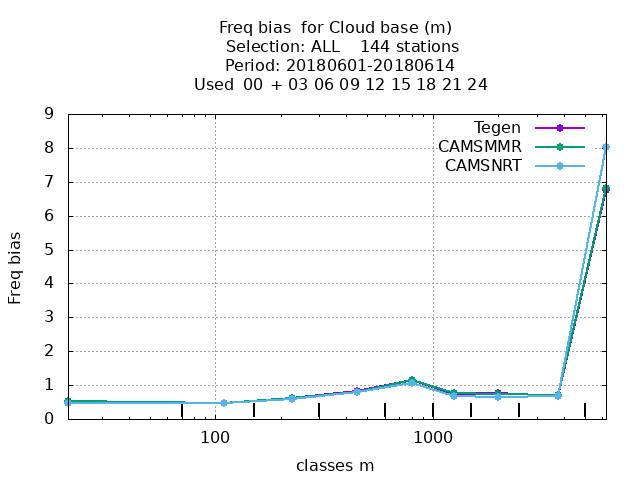 Freq bias  for Cloud base (m)
Selection: ALL    144 stations
Period: 20180601-20180614
Used  00 + 03 06 09 12 15 18 21 24
Tegen
CAMSMMR
CAMSNRT
9
8
7
6
5
4
3
2
1
0
Freq bias
100
1000
classes m